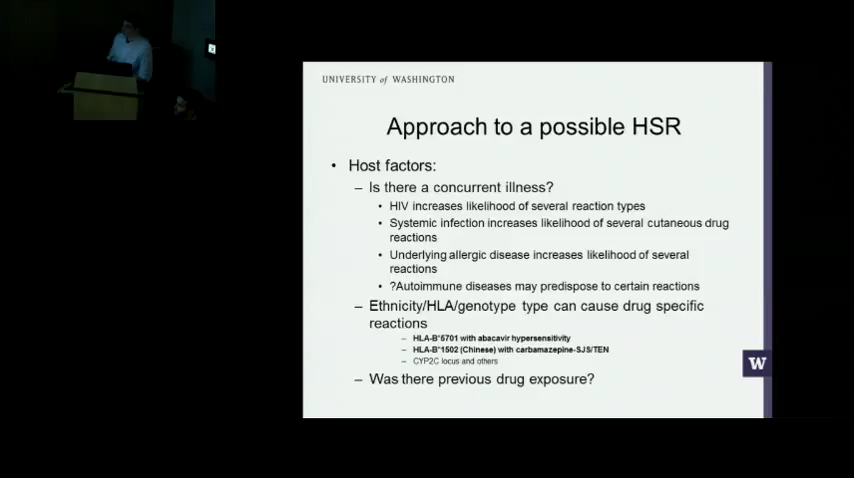 UNIVERSITY of WASHINGTON
Approach to a possible HSR
• Host factors:
– Is there a concurrent illness?
• HIV increases likelihood of several reaction types
• Systemic infection increases likelihood of several cutaneous drug
reactions
• Underlying allergic disease increases likelihood of several
reactions
• ?Autoimmune diseases may predispose to certain reactions
– Ethnicity/HLA/genotype type can cause drug specific
reactions
– HLA-B*5701 with abacavir hypersensitivity
– HLA-B*1502 (Chinese) with carbamazepine-SJS/TEN
– CYP2C locus and others
W
– Was there previous drug exposure?